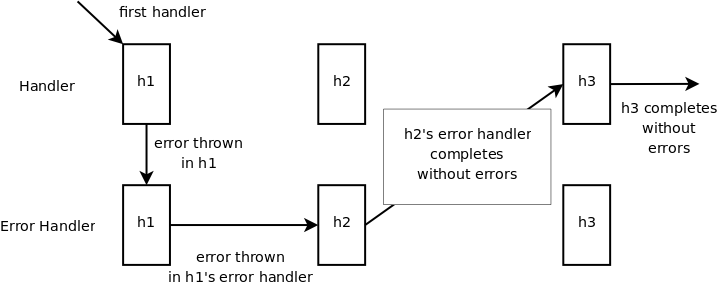 first handler
Handler
h1
h2
h3
h3 completes
without
errors
error thrown
in h1
h2's error handler
completes
without errors
Error Handler
h1
h2
h3
error thrown
in h1's error handler